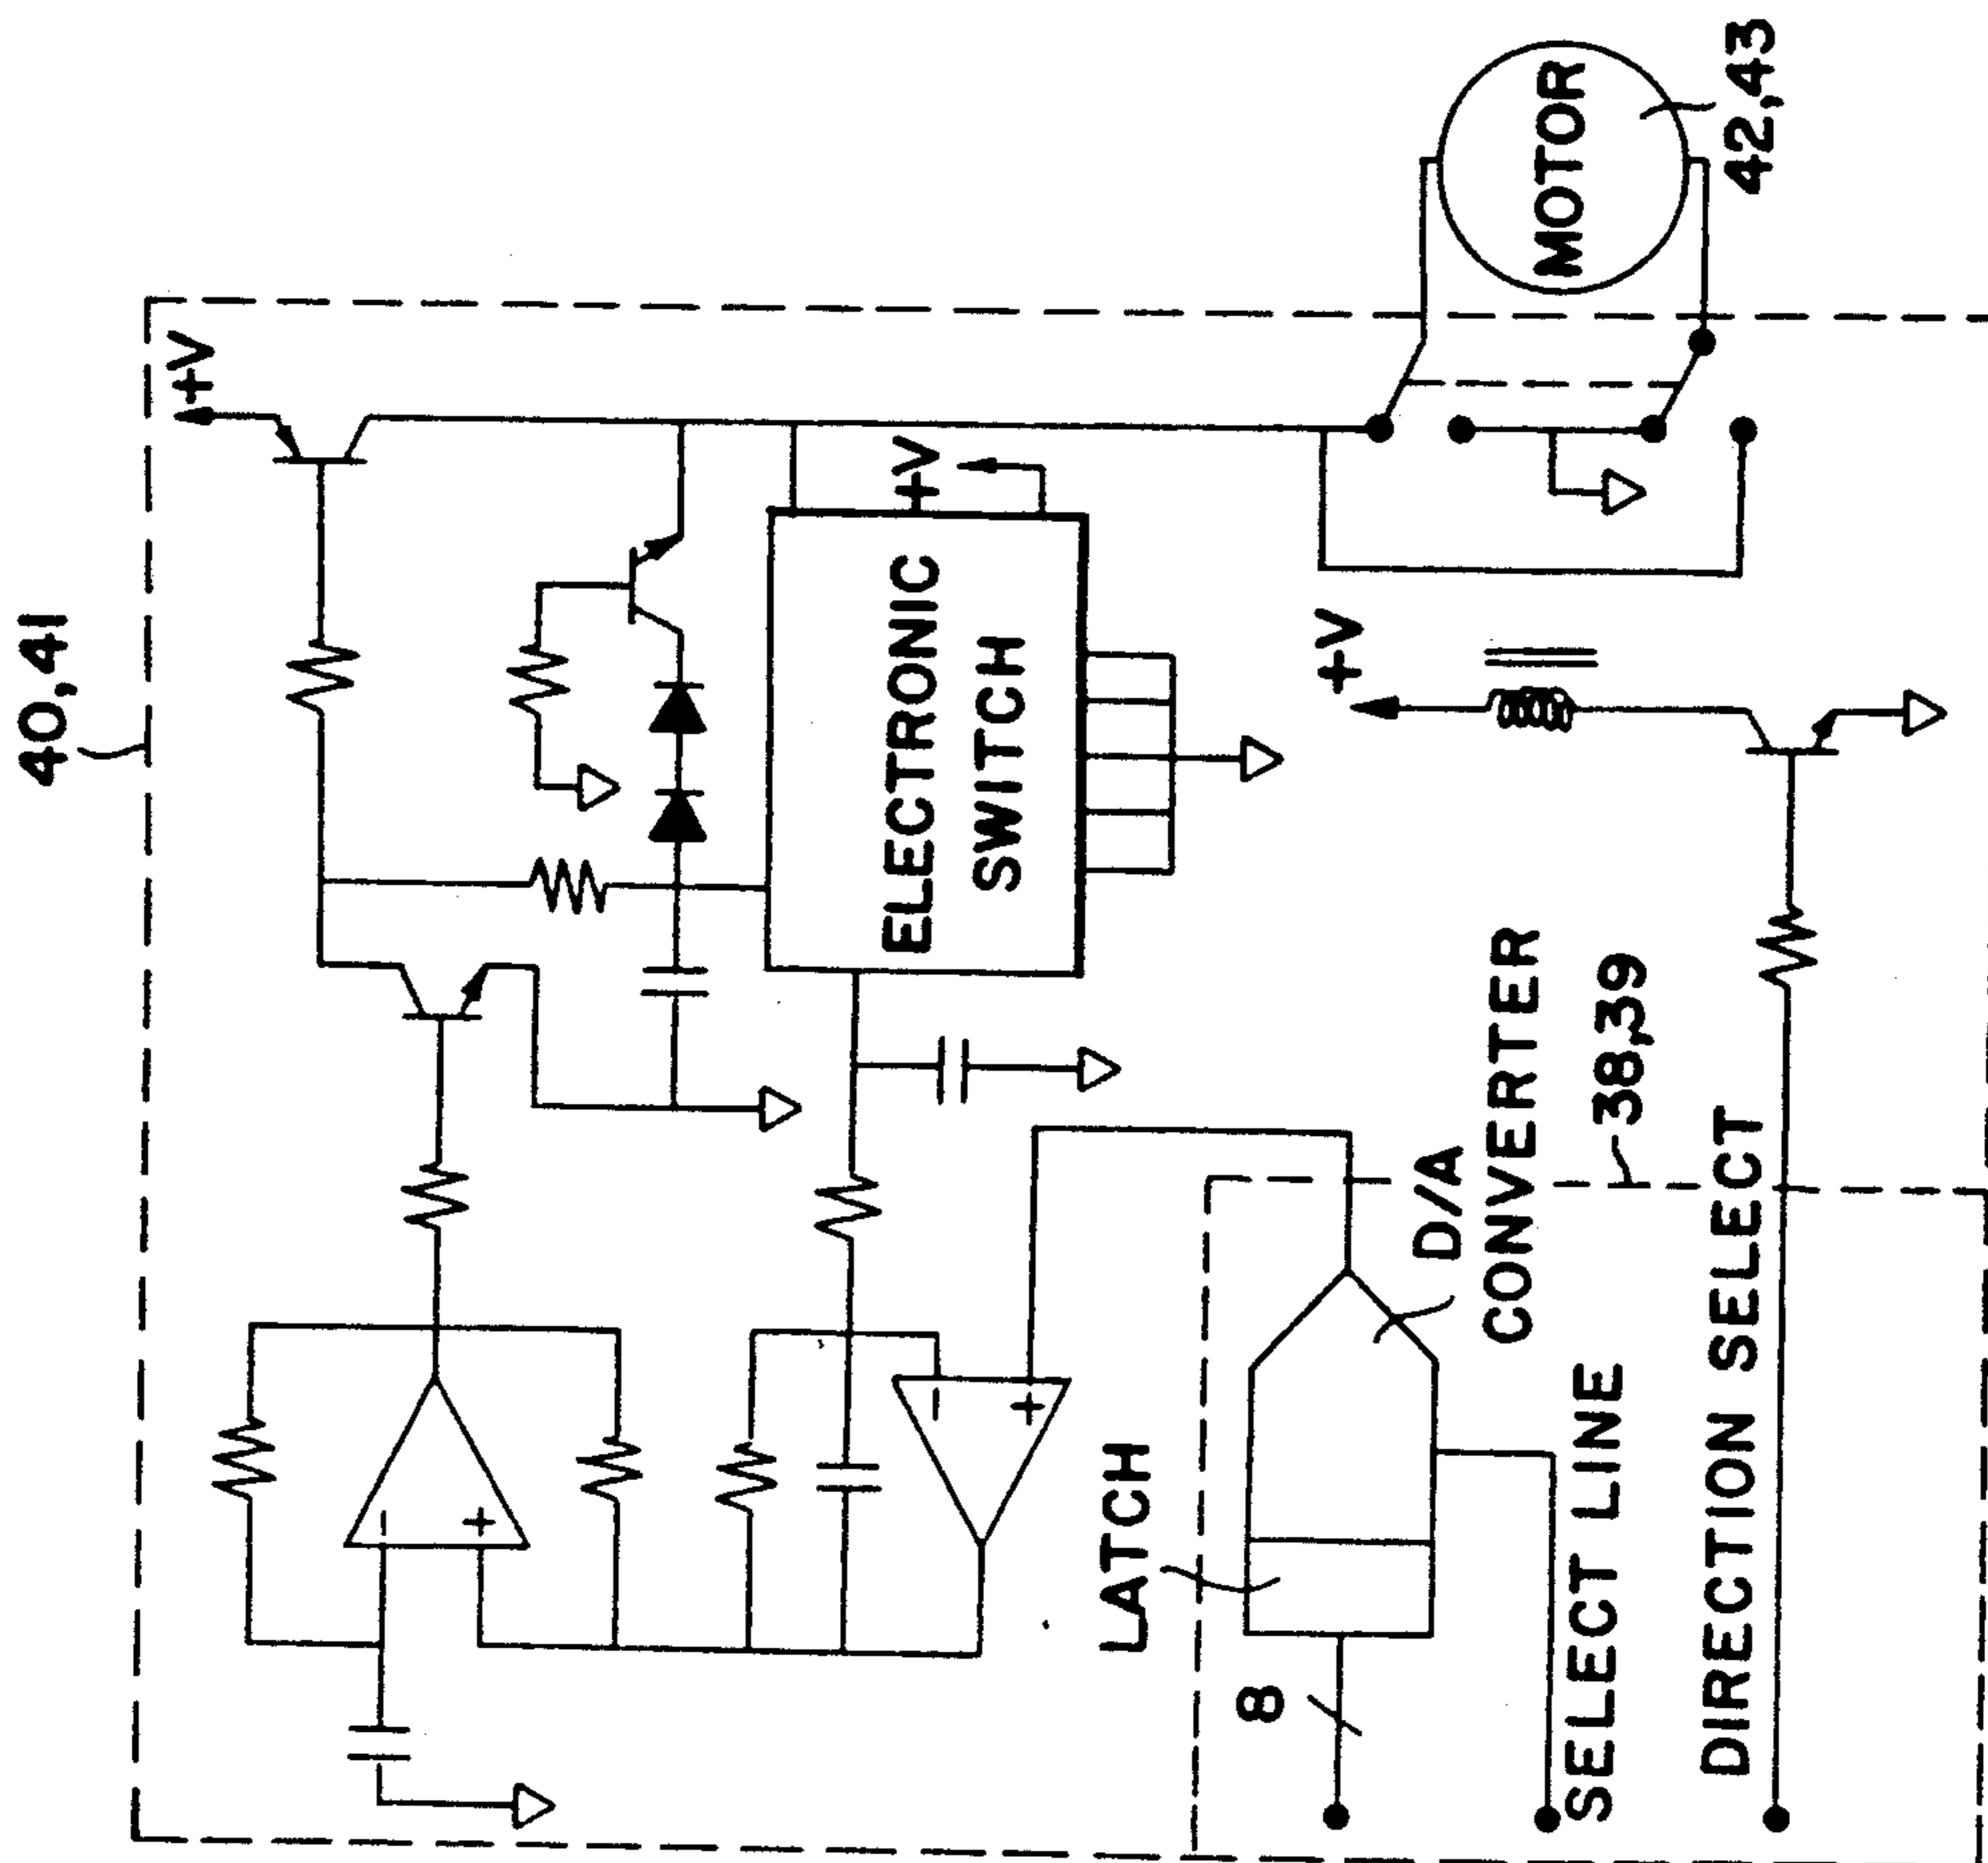 40,41
+V
+V
ELECTRONIC
SWITCH
+V
MOTOR
42,43
−
+
−
+
LATCH
8
D/A
CONVERTER
38,39
SELECT LINE
DIRECTION SELECT